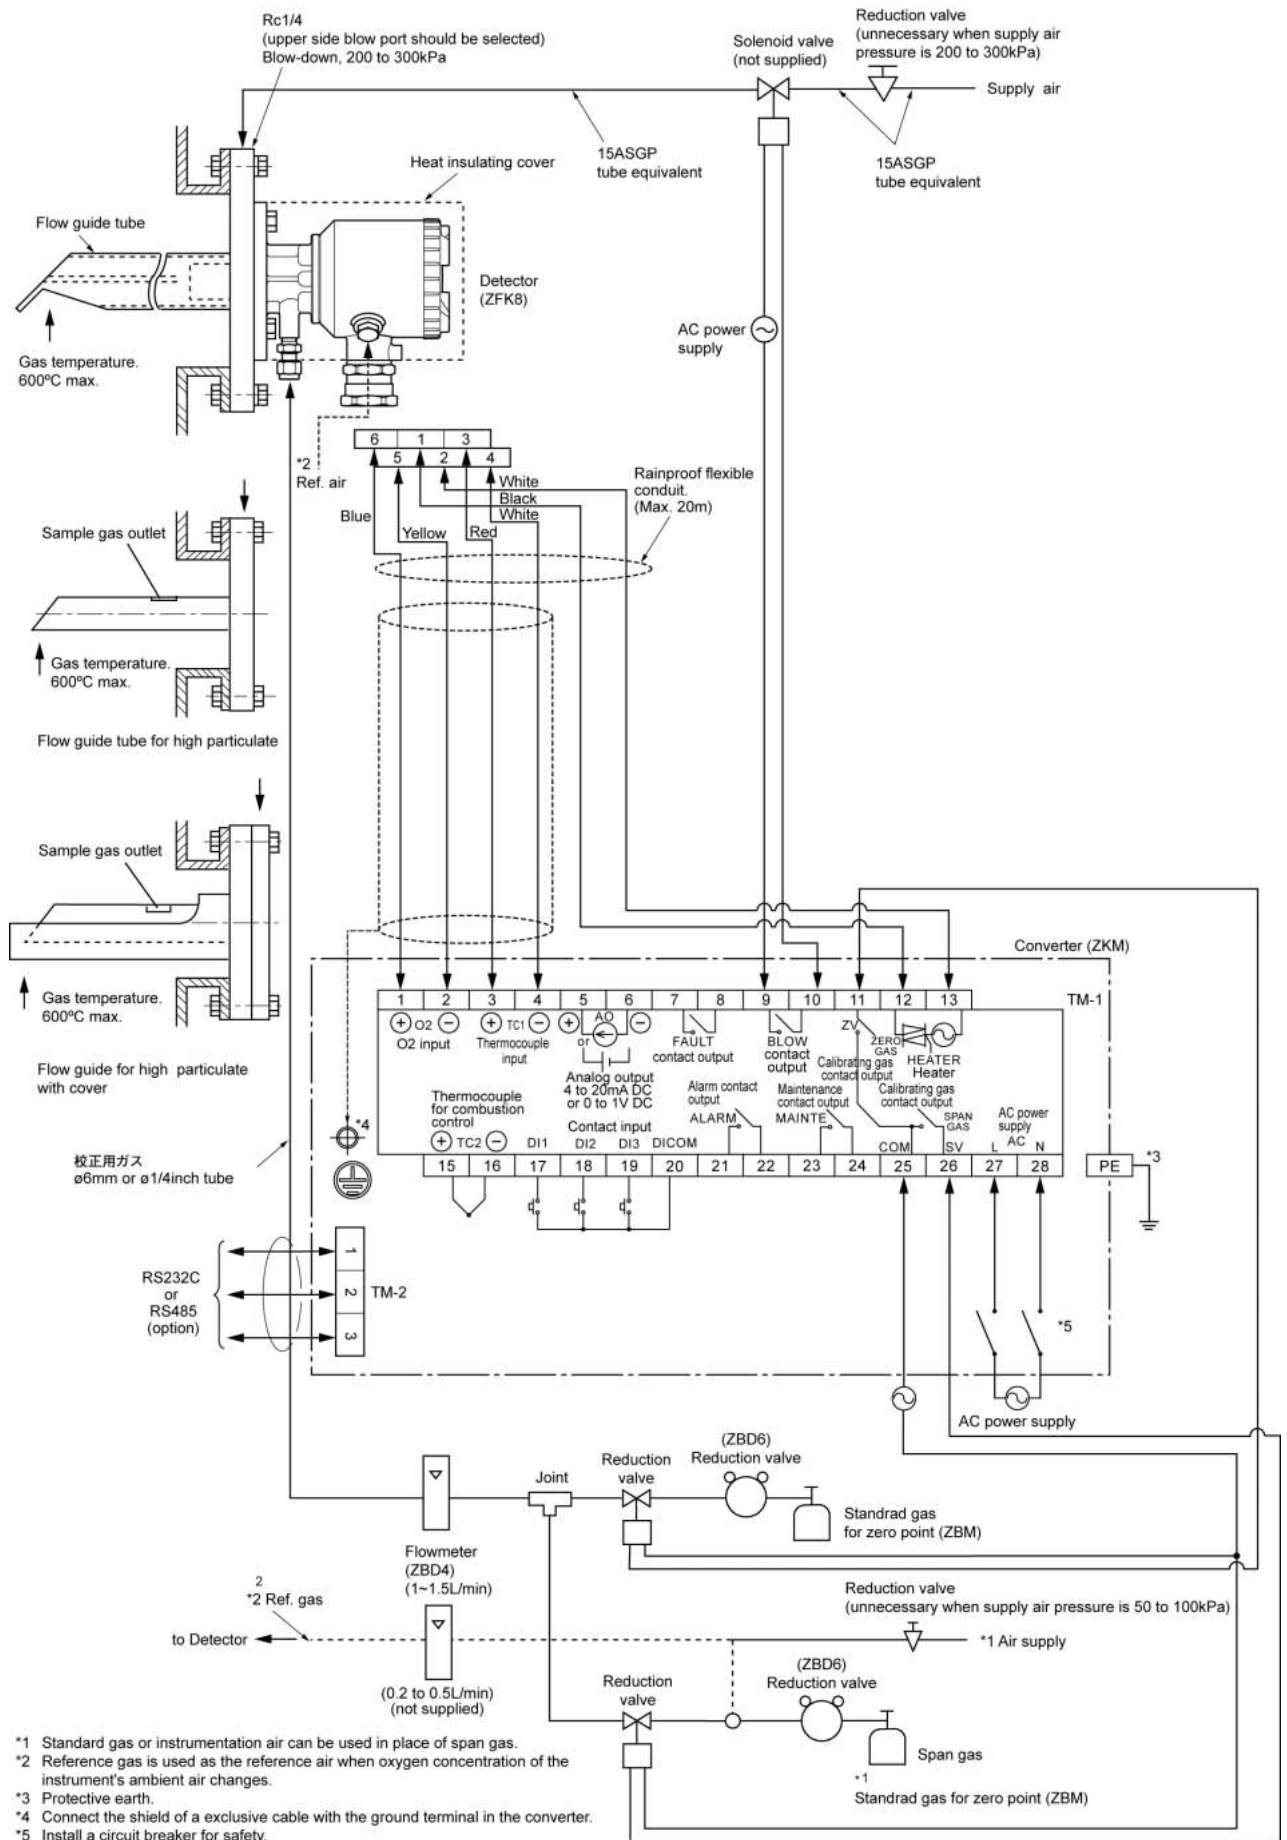 Rc1/4
(upper side blow port should be selected)
Blow-down, 200 to 300kPa
Solenoid valve
(not supplied)
Reduction valve
(unnecessary when supply air
pressure is 200 to 300kPa)
Supply air
15ASGP
tube equivalent
15ASGP
tube equivalent
Heat insulating cover
Flow guide tube
Detector
(ZFK8)
AC power
supply
Gas temperature.
600ºC max.
*2
Ref. air
6 1 3
5 2 4
White
Black
White
Blue
Yellow
Red
Rainproof flexible
conduit.
(Max. 20m)
Sample gas outlet
Gas temperature.
600ºC max.
Flow guide tube for high particulate
Sample gas outlet
Gas temperature.
600ºC max.
Flow guide for high particulate
with cover
Converter (ZKM)
1 2 3 4 5 6 7 8 9 10 11 12 13
TM-1
+ O2 −
O2 input
+ TC1 −
Thermocouple
input
+ AO −
or
Analog output
4 to 20mA DC
or 0 to 1V DC
FAULT
contact output
BLOW
contact
output
ZV
ZERO
GAS
Calibrating gas
contact output
HEATER
Heater
Thermocouple
for combustion
control
+ TC2 −
Contact input
DI1 DI2 DI3 DICOM
Alarm contact
output
ALARM
Maintenance
contact output
MAINTE
Calibrating gas
contact output
SPAN
GAS
COM
SV
AC power
supply
AC
L N
15 16 17 18 19 20 21 22 23 24 25 26 27 28
PE
*3
*4
校正用ガス
ø6mm or ø1/4inch tube
RS232C
or
RS485
(option)
1
2
3
TM-2
*5
AC power supply
(ZBD6)
Reduction valve
Reduction
valve
Joint
Standrad gas
for zero point (ZBM)
Flowmeter
(ZBD4)
(1~1.5L/min)
2
*2 Ref. gas
to Detector
(0.2 to 0.5L/min)
(not supplied)
Reduction valve
(unnecessary when supply air pressure is 50 to 100kPa)
*1 Air supply
(ZBD6)
Reduction valve
Reduction
valve
Span gas
*1
Standrad gas for zero point (ZBM)
*1 Standard gas or instrumentation air can be used in place of span gas.
*2 Reference gas is used as the reference air when oxygen concentration of the
instrument's ambient air changes.
*3 Protective earth.
*4 Connect the shield of a exclusive cable with the ground terminal in the converter.
*5 Install a circuit breaker for safety.